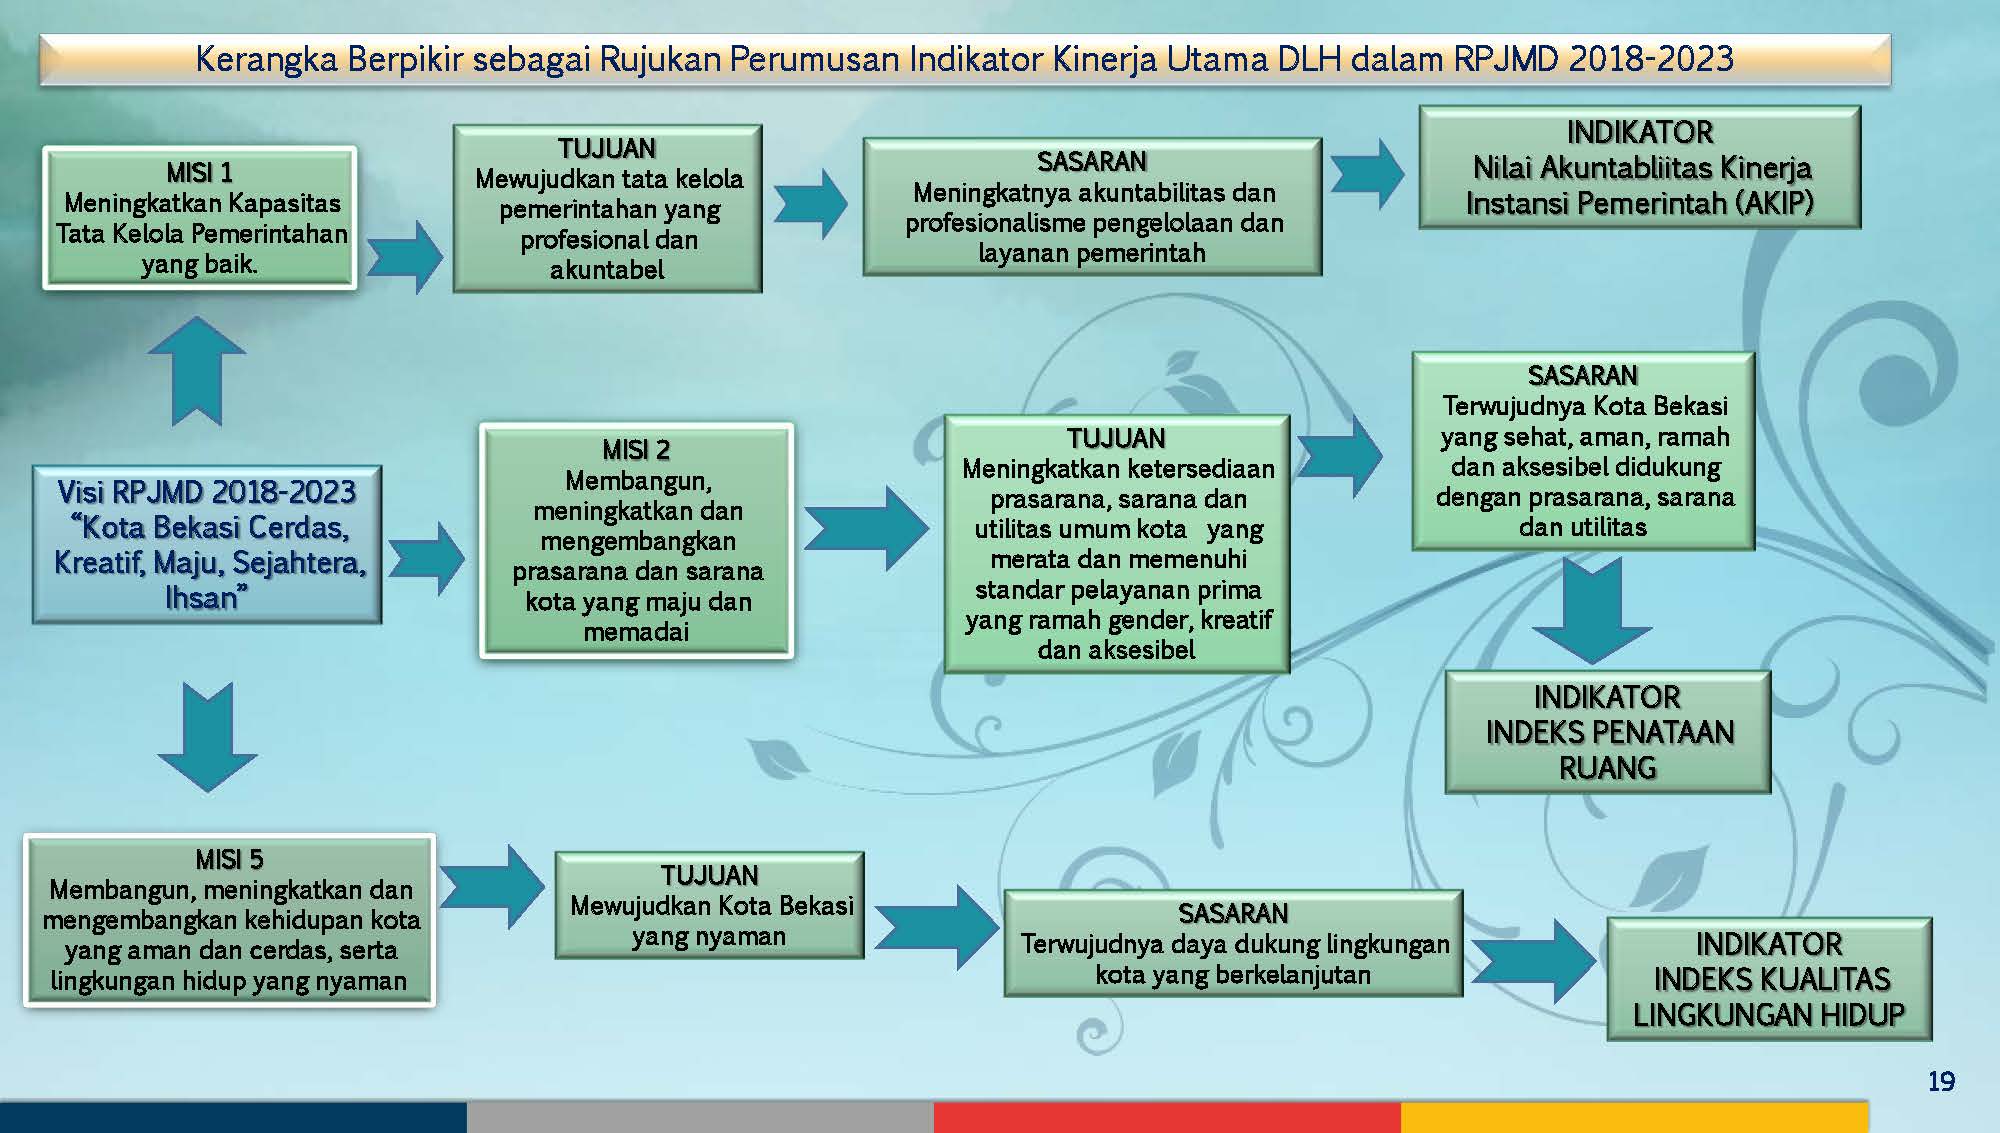 Kerangka Berpikir sebagai Rujukan Perumusan Indikator Kinerja Utama DLH dalam RPJMD 2018-2023
MISI 1
Meningkatkan Kapasitas
Tata Kelola Pemerintahan
yang baik.
TUJUAN
Mewujudkan tata kelola
pemerintahan yang
profesional dan
akuntabel
SASARAN
Meningkatnya akuntabilitas dan
profesionalisme pengelolaan dan
layanan pemerintah
INDIKATOR
Nilai Akuntabliitas Kinerja
Instansi Pemerintah (AKIP)
Visi RPJMD 2018-2023
“Kota Bekasi Cerdas,
Kreatif, Maju, Sejahtera,
Ihsan”
MISI 2
Membangun,
meningkatkan dan
mengembangkan
prasarana dan sarana
kota yang maju dan
memadai
TUJUAN
Meningkatkan ketersediaan
prasarana, sarana dan
utilitas umum kota yang
merata dan memenuhi
standar pelayanan prima
yang ramah gender, kreatif
dan aksesibel
SASARAN
Terwujudnya Kota Bekasi
yang sehat, aman, ramah
dan aksesibel didukung
dengan prasarana, sarana
dan utilitas
INDIKATOR
INDEKS PENATAAN
RUANG
MISI 5
Membangun, meningkatkan dan
mengembangkan kehidupan kota
yang aman dan cerdas, serta
lingkungan hidup yang nyaman
TUJUAN
Mewujudkan Kota Bekasi
yang nyaman
SASARAN
Terwujudnya daya dukung lingkungan
kota yang berkelanjutan
INDIKATOR
INDEKS KUALITAS
LINGKUNGAN HIDUP
19